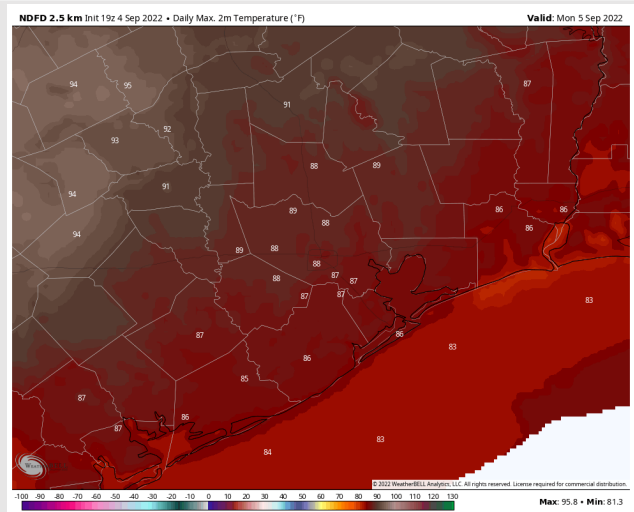 NDFD 2.5 km Init 19z 4 Sep 2022 • Daily Max. 2m Temperature (°F) Valid: Mon 5 Sep 2022
94 95 87
91
92
93
88 89
91
94
89 86 86
88 86
94
89 88
88
88 87 87
87 87 83
87 86
83
86
85
87
86
87
83
84
© 2022 WeatherBELL Analytics, LLC. All rights reserved. License required for commercial distribution.
-100 -90 -80 -70 -60 -50 -40 -30 -20 -10 0 10 20 30 40 50 60 70 80 90 100 110 120 130
Max: 95.8 • Min: 81.3